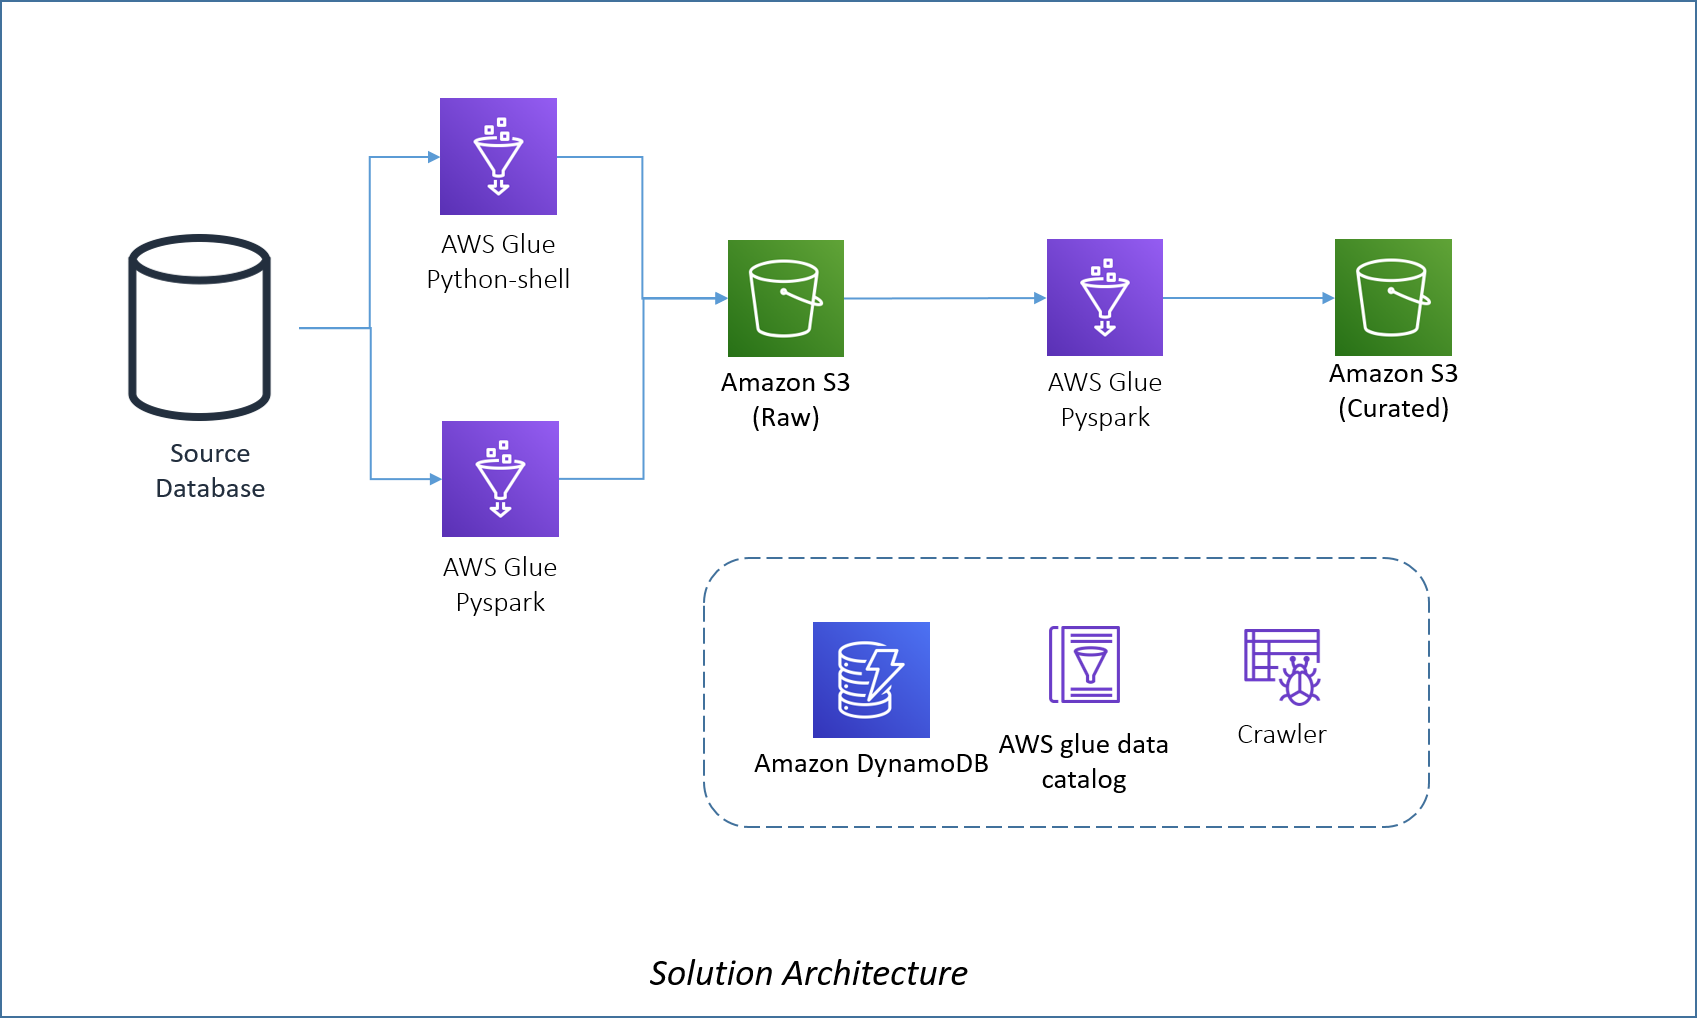 AWS Glue
Python-shell
Source
Database
AWS Glue
Pyspark
Amazon S3
(Raw)
AWS Glue
Pyspark
Amazon S3
(Curated)
Amazon DynamoDB
AWS glue data
catalog
Crawler
Solution Architecture